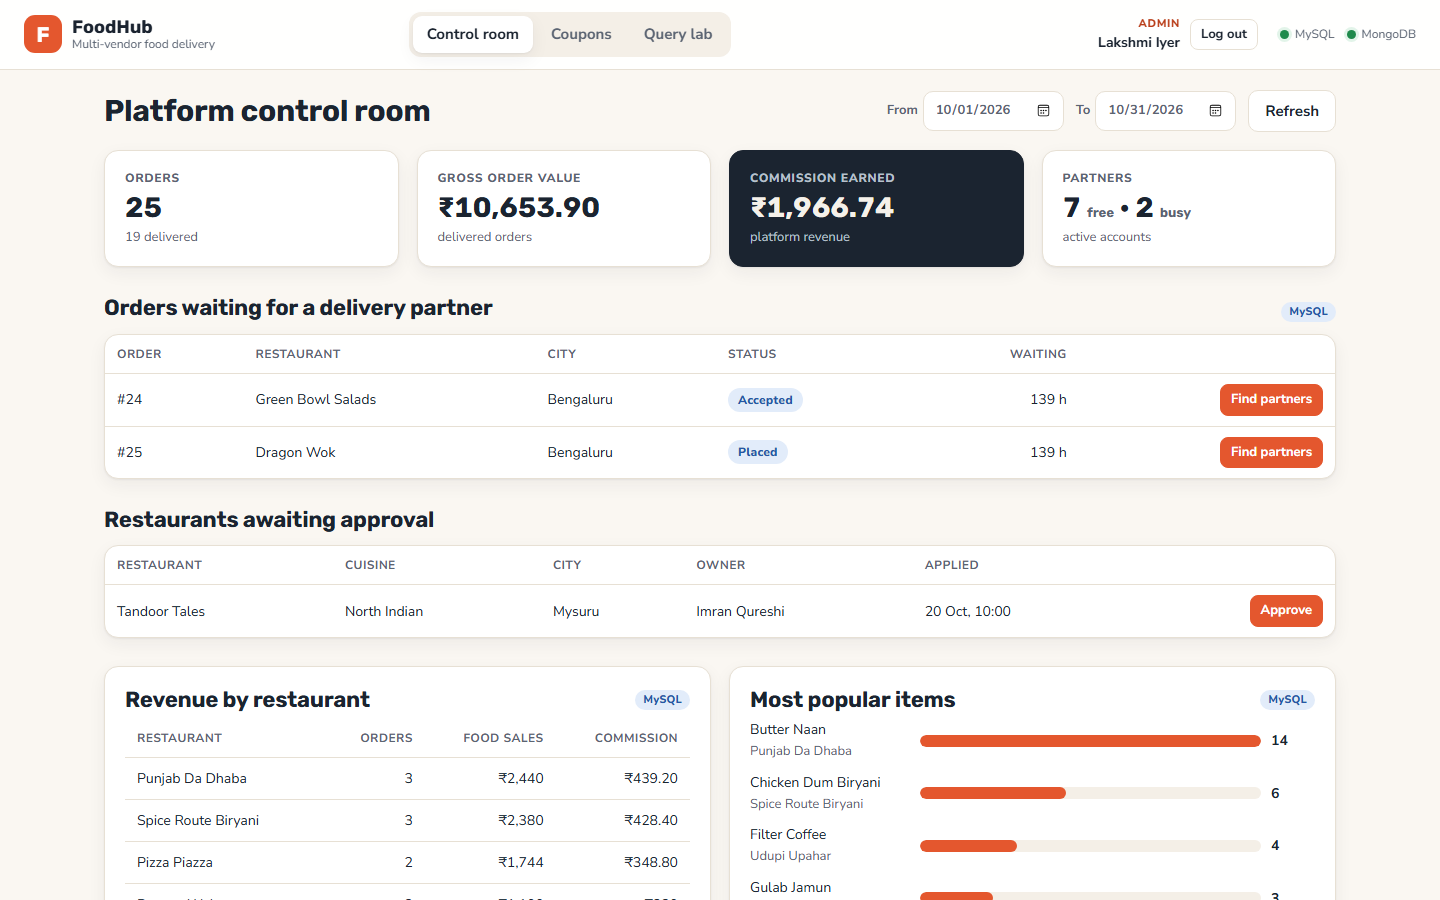 F
FoodHub
Multi-vendor food delivery
Control room
Coupons
Query lab
ADMIN
Lakshmi Iyer
Log out
MySQL
MongoDB
Platform control room
From 10/01/2026 To 10/31/2026 Refresh
ORDERS
25
19 delivered
GROSS ORDER VALUE
₹10,653.90
delivered orders
COMMISSION EARNED
₹1,966.74
platform revenue
PARTNERS
7 free • 2 busy
active accounts
Orders waiting for a delivery partner MySQL
ORDER RESTAURANT CITY STATUS WAITING
#24 Green Bowl Salads Bengaluru Accepted 139 h Find partners
#25 Dragon Wok Bengaluru Placed 139 h Find partners
Restaurants awaiting approval
RESTAURANT CUISINE CITY OWNER APPLIED
Tandoor Tales North Indian Mysuru Imran Qureshi 20 Oct, 10:00 Approve
Revenue by restaurant MySQL
RESTAURANT ORDERS FOOD SALES COMMISSION
Punjab Da Dhaba 3 ₹2,440 ₹439.20
Spice Route Biryani 3 ₹2,380 ₹428.40
Pizza Piazza 2 ₹1,744 ₹348.80
Most popular items MySQL
Butter Naan
Punjab Da Dhaba
14
Chicken Dum Biryani
Spice Route Biryani
6
Filter Coffee
Udupi Upahar
4
Gulab Jamun
3